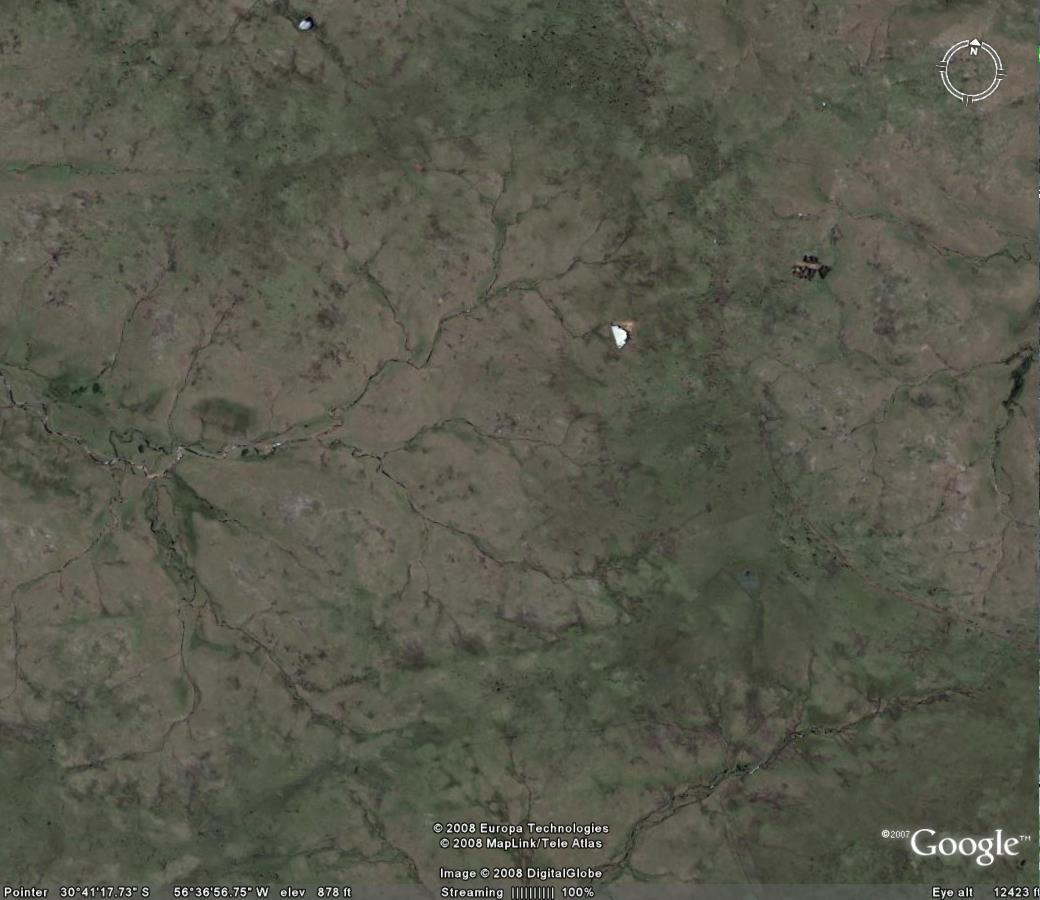 N
© 2008 Europa Technologies
© 2008 MapLink/Tele Atlas
©2007 Google™
Image © 2008 DigitalGlobe
Pointer 30°41'17.73" S 56°36'56.75" W elev 878 ft Streaming |||||||||| 100% Eye alt 12423 ft